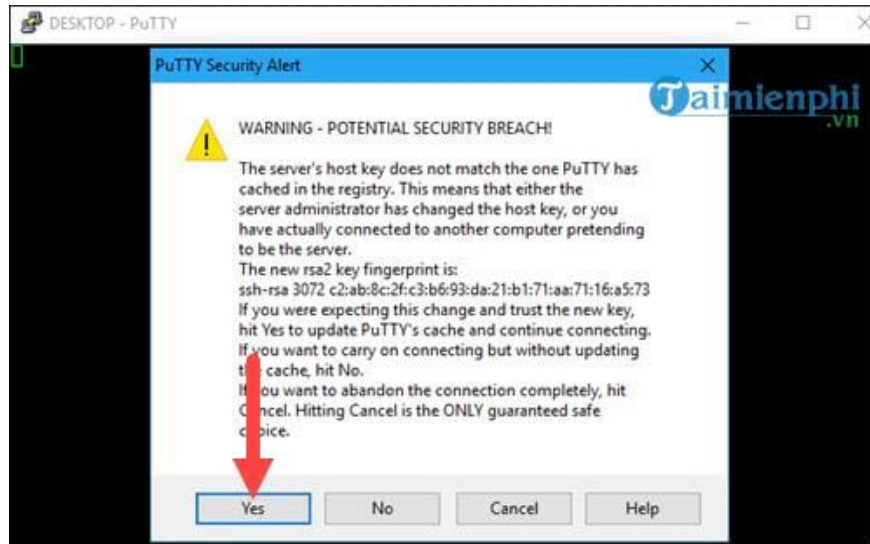 DESKTOP - PuTTY
PuTTY Security Alert
Taimienphi
.vn
WARNING - POTENTIAL SECURITY BREACH!
The server's host key does not match the one PuTTY has
cached in the registry. This means that either the
server administrator has changed the host key, or you
have actually connected to another computer pretending
to be the server.
The new rsa2 key fingerprint is:
ssh-rsa 3072 c2:ab:8c:2f:c3:b6:93:da:21:b1:71:aa:71:16:a5:73
If you were expecting this change and trust the new key,
hit Yes to update PuTTY's cache and continue connecting.
If you want to carry on connecting but without updating
the cache, hit No.
If you want to abandon the connection completely, hit
Cancel. Hitting Cancel is the ONLY guaranteed safe
choice.
Yes No Cancel Help